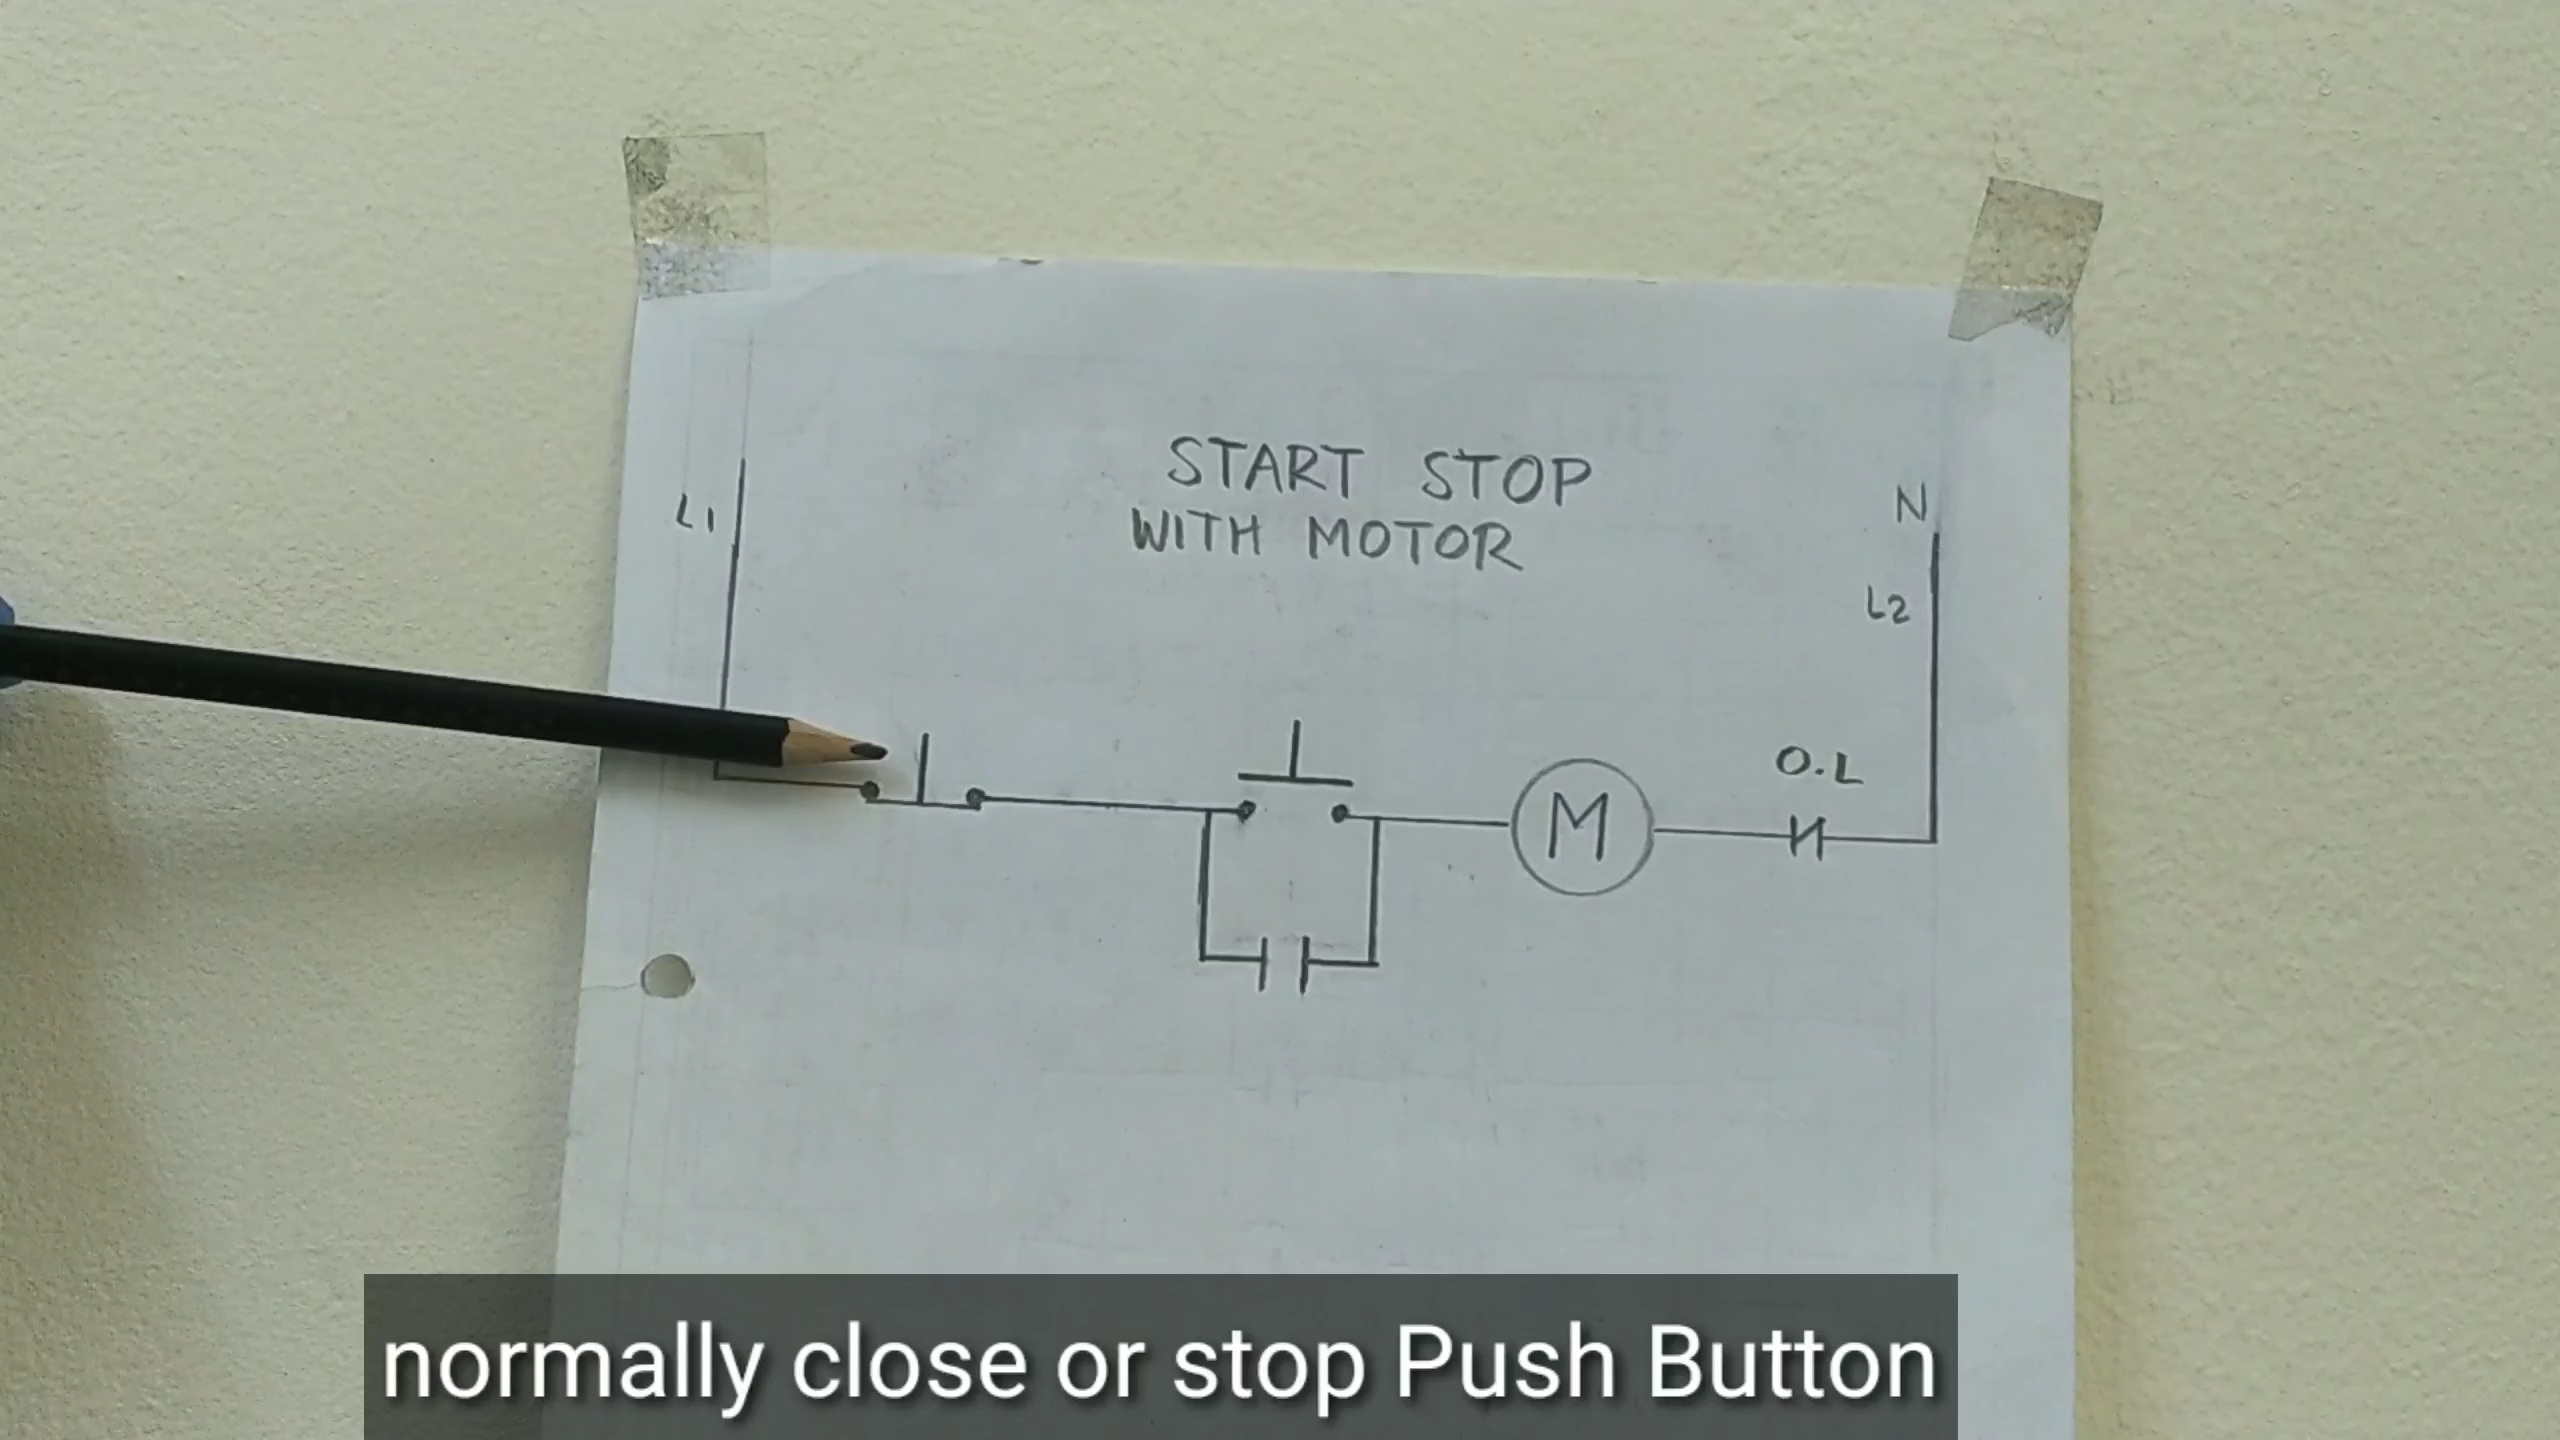 START STOP
WITH MOTOR
L1
N
L2
O.L
M
normally close or stop Push Button